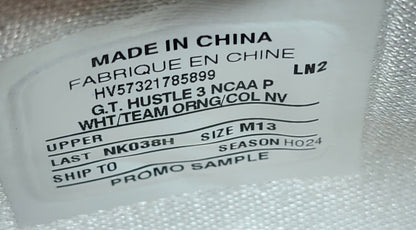 MADE IN CHINA
FABRIQUE EN CHINE
HV57321785899 LN2
G.T. HUSTLE 3 NCAA P
WHT/TEAM ORNG/COL NV
UPPER
LAST NK038H SIZE M13
SHIP TO SEASON HO24
PROMO SAMPLE